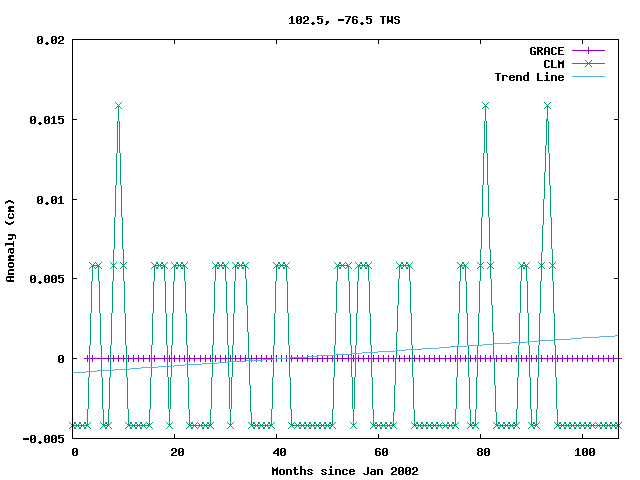 102.5, -76.5 TWS
GRACE
CLM
Trend Line
0.02
0.015
0.01
0.005
0
-0.005
Anomaly (cm)
0 20 40 60 80 100
Months since Jan 2002